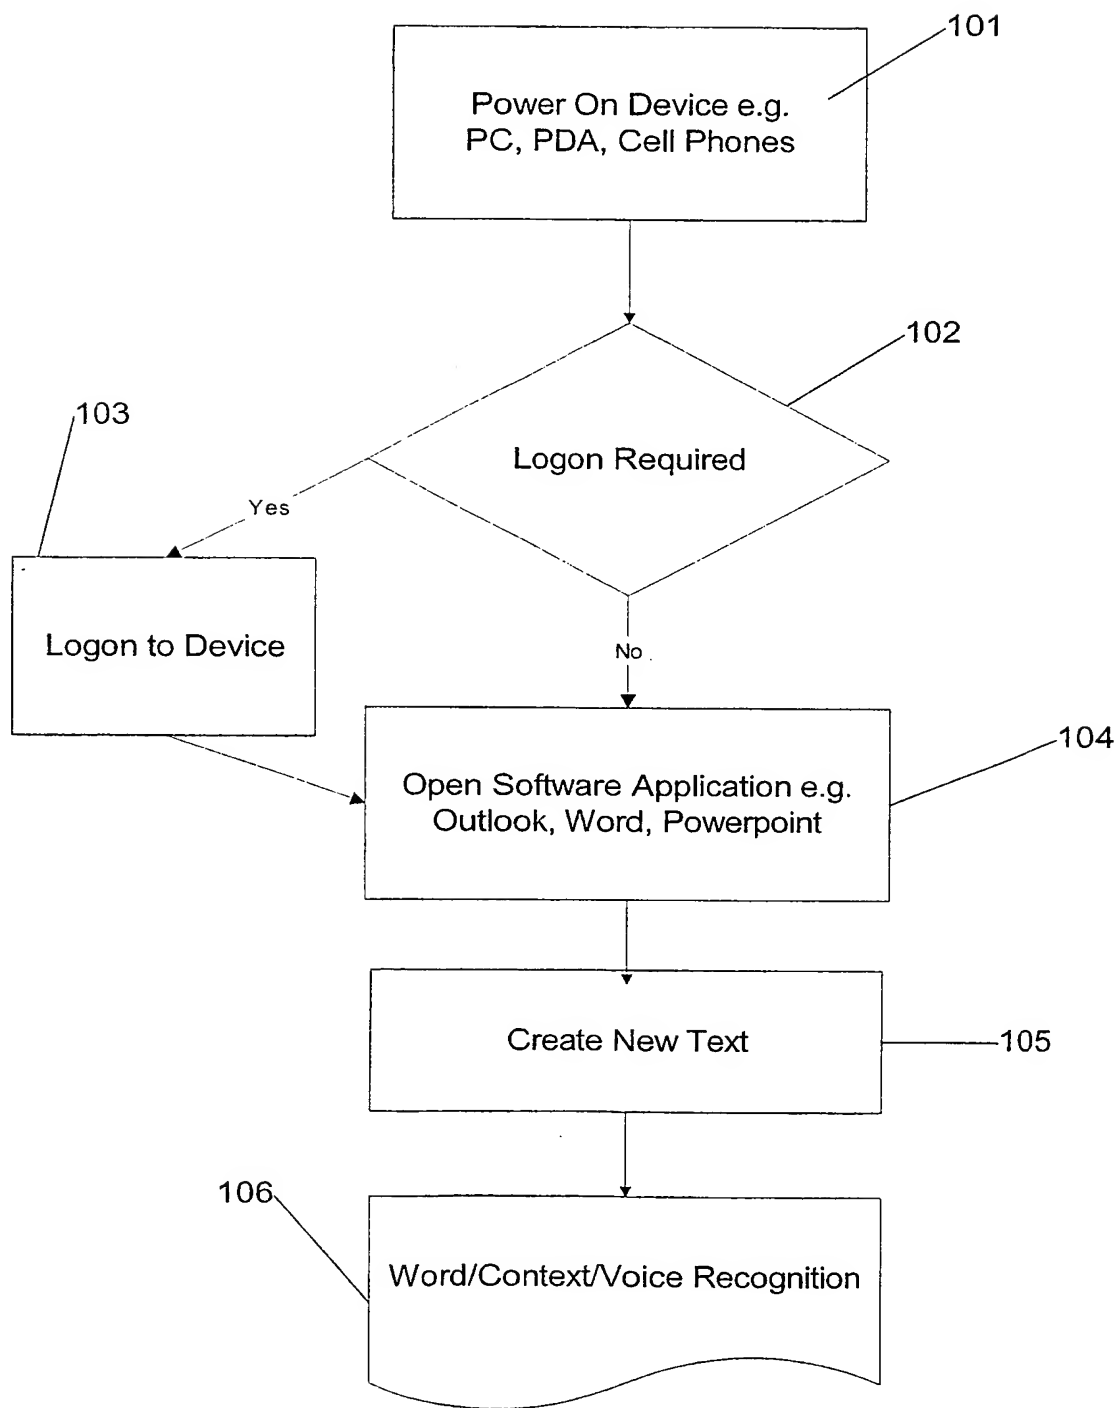 101
Power On Device e.g.
PC, PDA, Cell Phones
102
103
Logon Required
Yes
Logon to Device
No
104
Open Software Application e.g.
Outlook, Word, Powerpoint
Create New Text
105
106
Word/Context/Voice Recognition